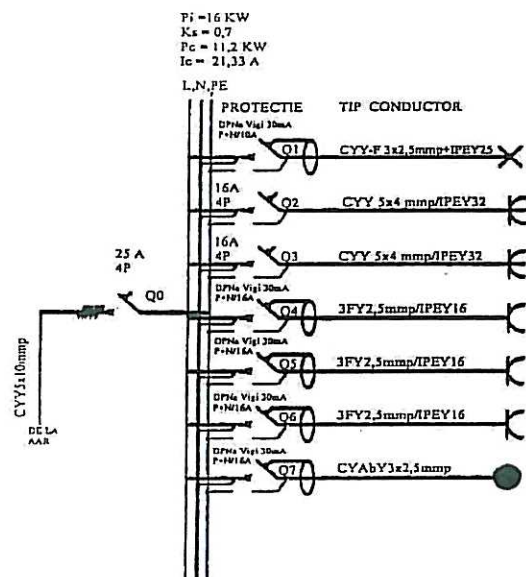 Pi =16 KW
Ks = 0,7
Pc = 11,2 KW
Ic = 21,33 A
L,N,PE
PROTECTIE TIP CONDUCTOR
DPNa Vigi 30mA
P+N/10A
Q1 CYY-F 3x2,5mmp+IPEY25
16A
4P
Q2 CYY 5x4 mmp/IPEY32
16A
4P
Q3 CYY 5x4 mmp/IPEY32
25 A
4P
Q0
DPNa Vigi 30mA
P+N/16A
Q4 3FY2,5mmp/IPEY16
DPNa Vigi 30mA
P+N/16A
Q5 3FY2,5mmp/IPEY16
DPNa Vigi 30mA
P+N/16A
Q6 3FY2,5mmp/IPEY16
DPNa Vigi 30mA
P+N/16A
Q7 CYAbY3x2,5mmp
CYY5x10mmp
DE LA
AAR